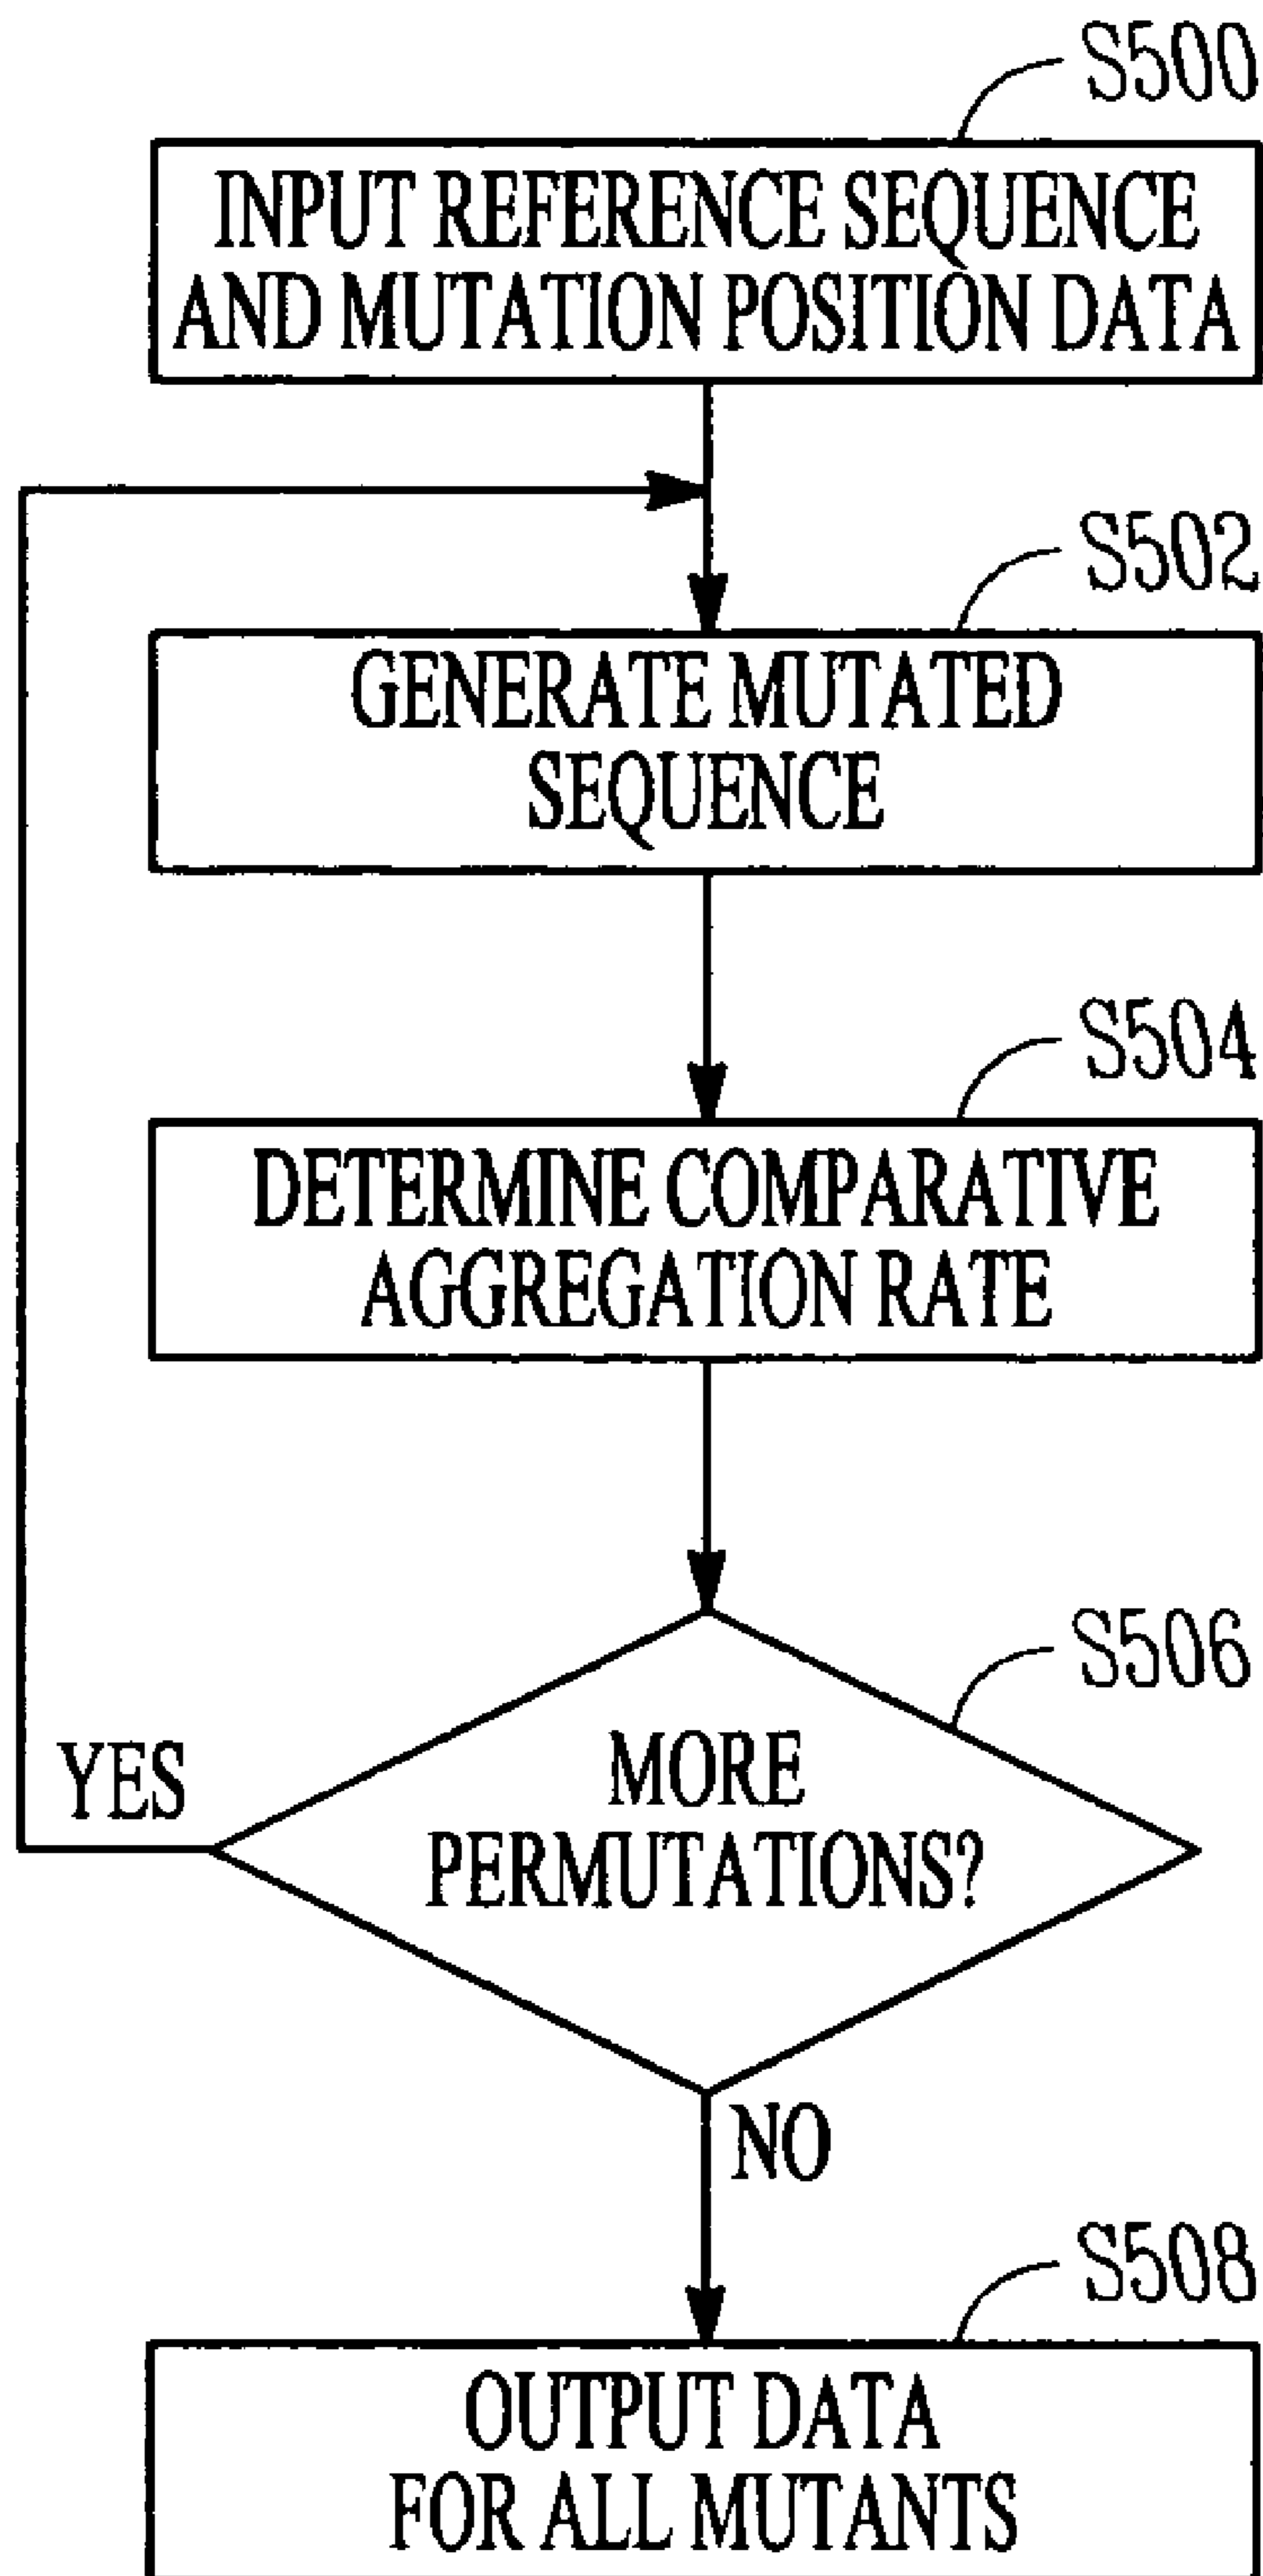 S500
INPUT REFERENCE SEQUENCE
AND MUTATION POSITION DATA
S502
GENERATE MUTATED
SEQUENCE
S504
DETERMINE COMPARATIVE
AGGREGATION RATE
S506
MORE
PERMUTATIONS?
YES
NO
S508
OUTPUT DATA
FOR ALL MUTANTS